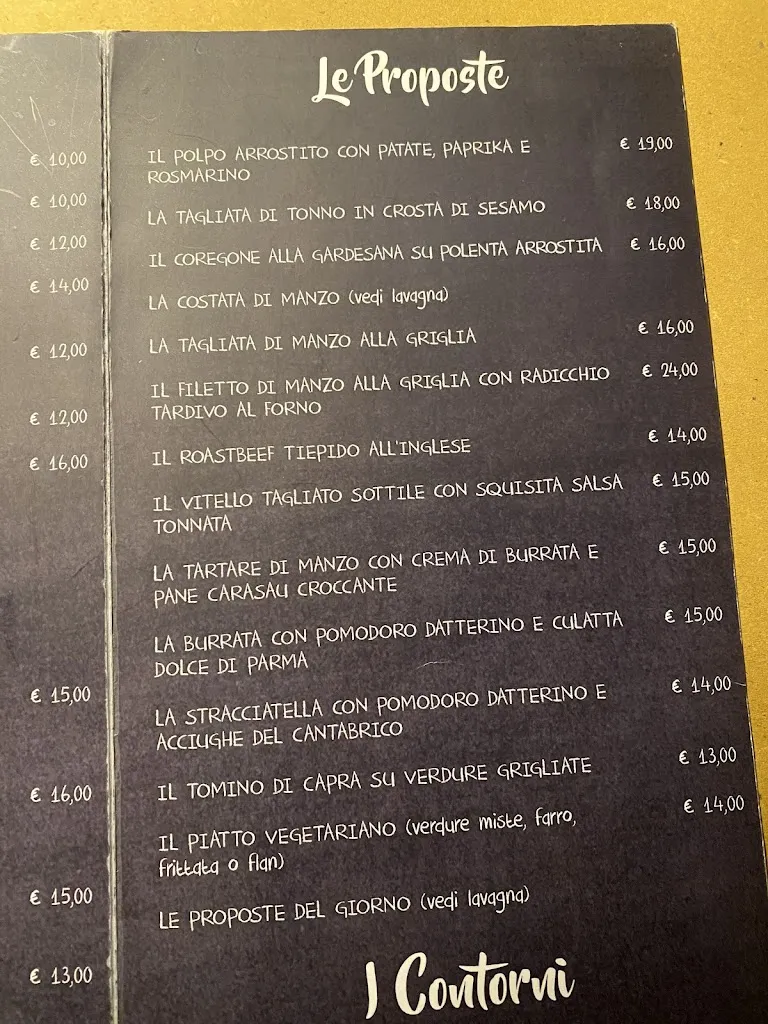 € 10,00
€ 10,00
€ 12,00
€ 14,00
€ 12,00
€ 12,00
€ 16,00
€ 15,00
€ 16,00
€ 15,00
€ 13,00
Le Proposte
IL POLPO ARROSTITO CON PATATE, PAPRIKA E € 19,00
ROSMARINO
LA TAGLIATA DI TONNO IN CROSTA DI SESAMO € 18,00
IL COREGONE ALLA GARDESANA SU POLENTA ARROSTITA € 16,00
LA COSTATA DI MANZO (vedi lavagna)
LA TAGLIATA DI MANZO ALLA GRIGLIA € 16,00
IL FILETTO DI MANZO ALLA GRIGLIA CON RADICCHIO € 24,00
TARDIVO AL FORNO
IL ROASTBEEF TIEPIDO ALL'INGLESE € 14,00
IL VITELLO TAGLIATO SOTTILE CON SQUISITA SALSA € 15,00
TONNATA
LA TARTARE DI MANZO CON CREMA DI BURRATA E € 15,00
PANE CARASAU CROCCANTE
LA BURRATA CON POMODORO DATTERINO E CULATTA € 15,00
DOLCE DI PARMA
LA STRACCIATELLA CON POMODORO DATTERINO E € 14,00
ACCIUGHE DEL CANTABRICO
IL TOMINO DI CAPRA SU VERDURE GRIGLIATE € 13,00
IL PIATTO VEGETARIANO (verdure miste, farro, € 14,00
frittata o flan)
LE PROPOSTE DEL GIORNO (vedi lavagna)
I Contorni